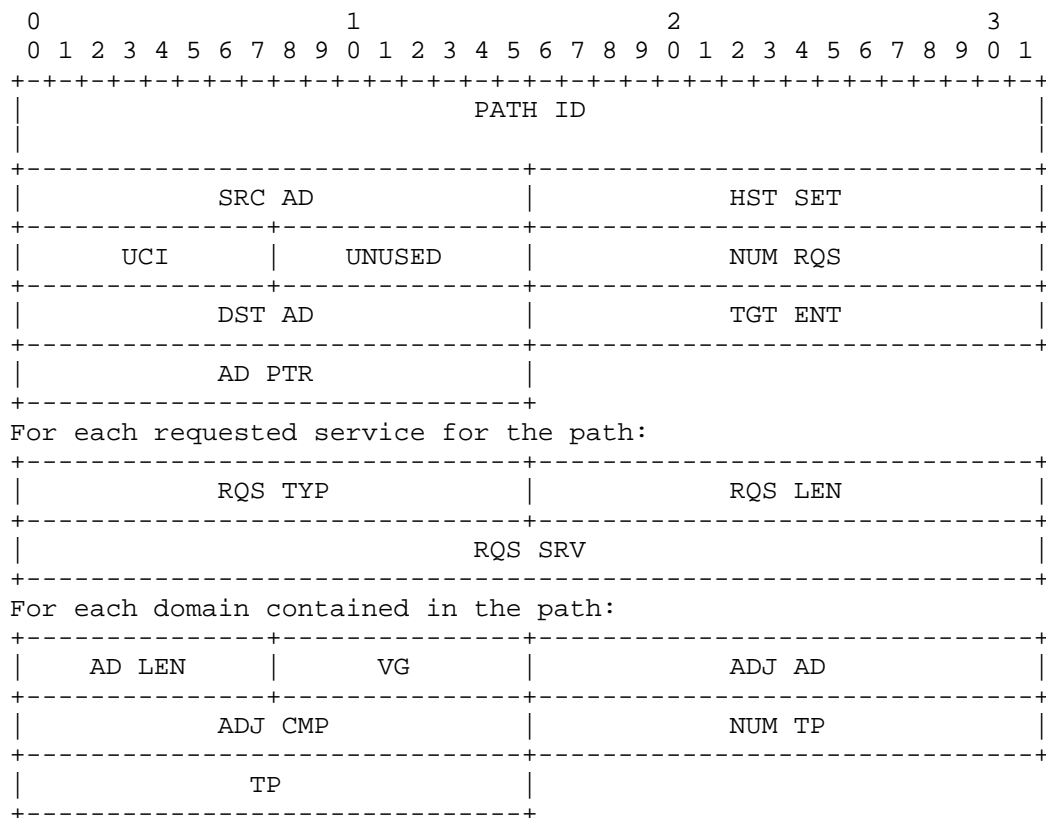 0 1 2 3
0 1 2 3 4 5 6 7 8 9 0 1 2 3 4 5 6 7 8 9 0 1 2 3 4 5 6 7 8 9 0 1
PATH ID
SRC AD HST SET
UCI UNUSED NUM RQS
DST AD TGT ENT
AD PTR
For each requested service for the path:
RQS TYP RQS LEN
RQS SRV
For each domain contained in the path:
AD LEN VG ADJ AD
ADJ CMP NUM TP
TP